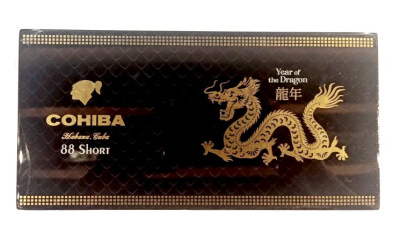 COHIBA
Habana, Cuba
88 SHORT
Year of
the Dragon
龍年